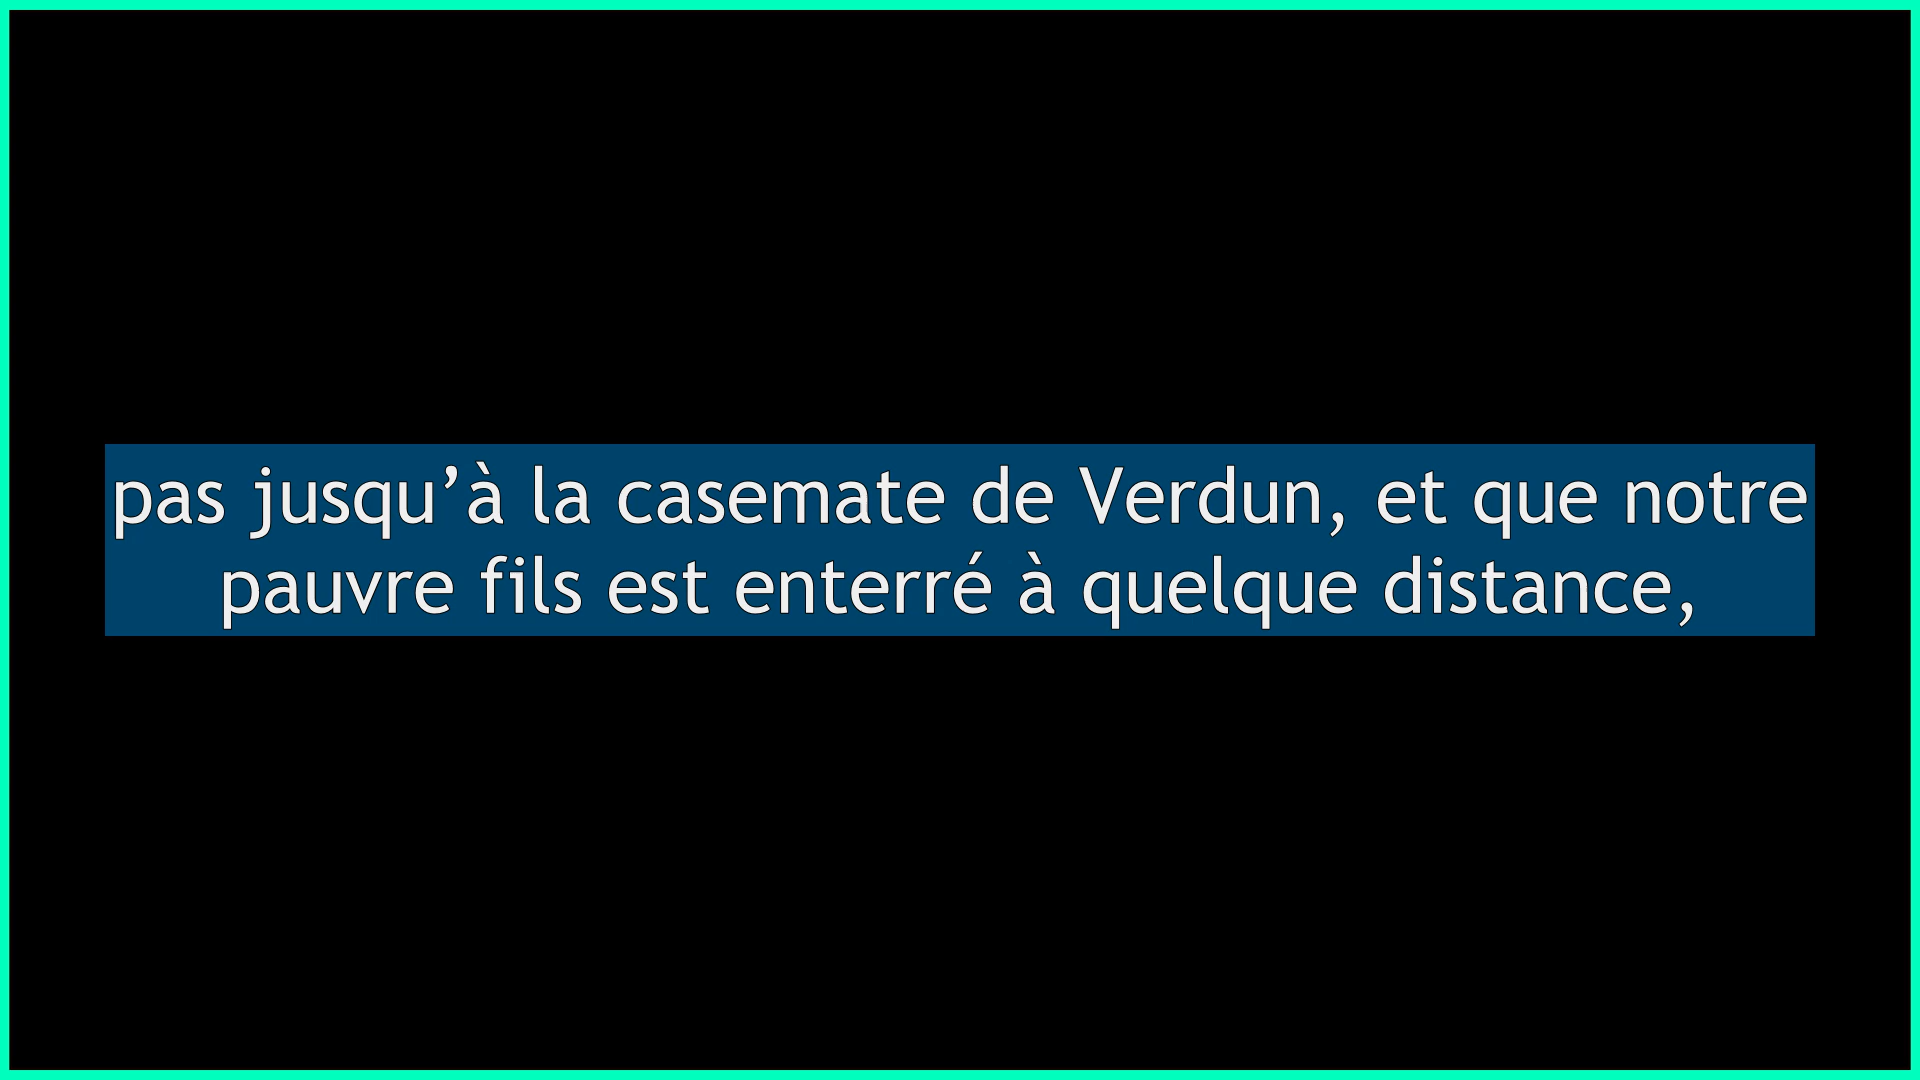 pas jusqu’à la casemate de Verdun, et que notre
pauvre fils est enterré à quelque distance,